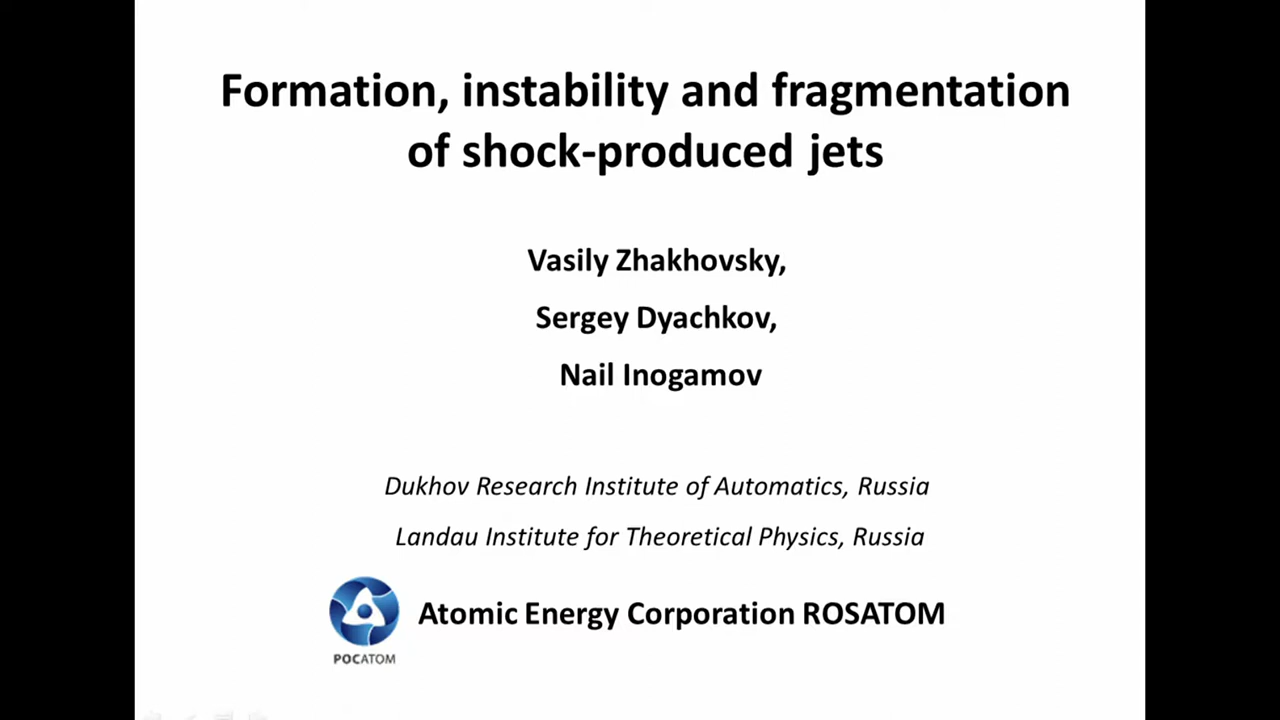 Formation, instability and fragmentation
of shock-produced jets
Vasily Zhakhovsky,
Sergey Dyachkov,
Nail Inogamov
Dukhov Research Institute of Automatics, Russia
Landau Institute for Theoretical Physics, Russia
Atomic Energy Corporation ROSATOM
РОСАТОМ